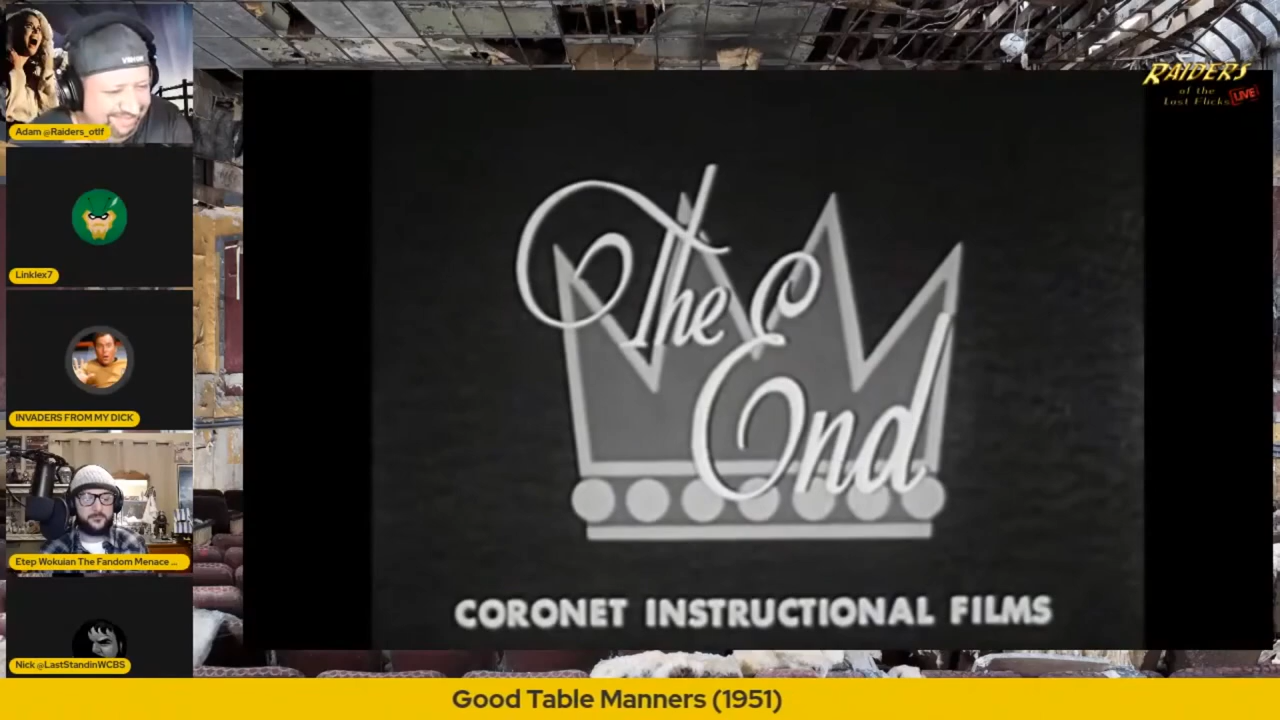 Adam @Raiders_otlf
Linklex7
INVADERS FROM MY DICK
Etep Wokuian The Fandom Menace ...
Nick @LastStandinWCBS
RAIDERS
of the
Lost Flicks LIVE
The End
CORONET INSTRUCTIONAL FILMS
Good Table Manners (1951)